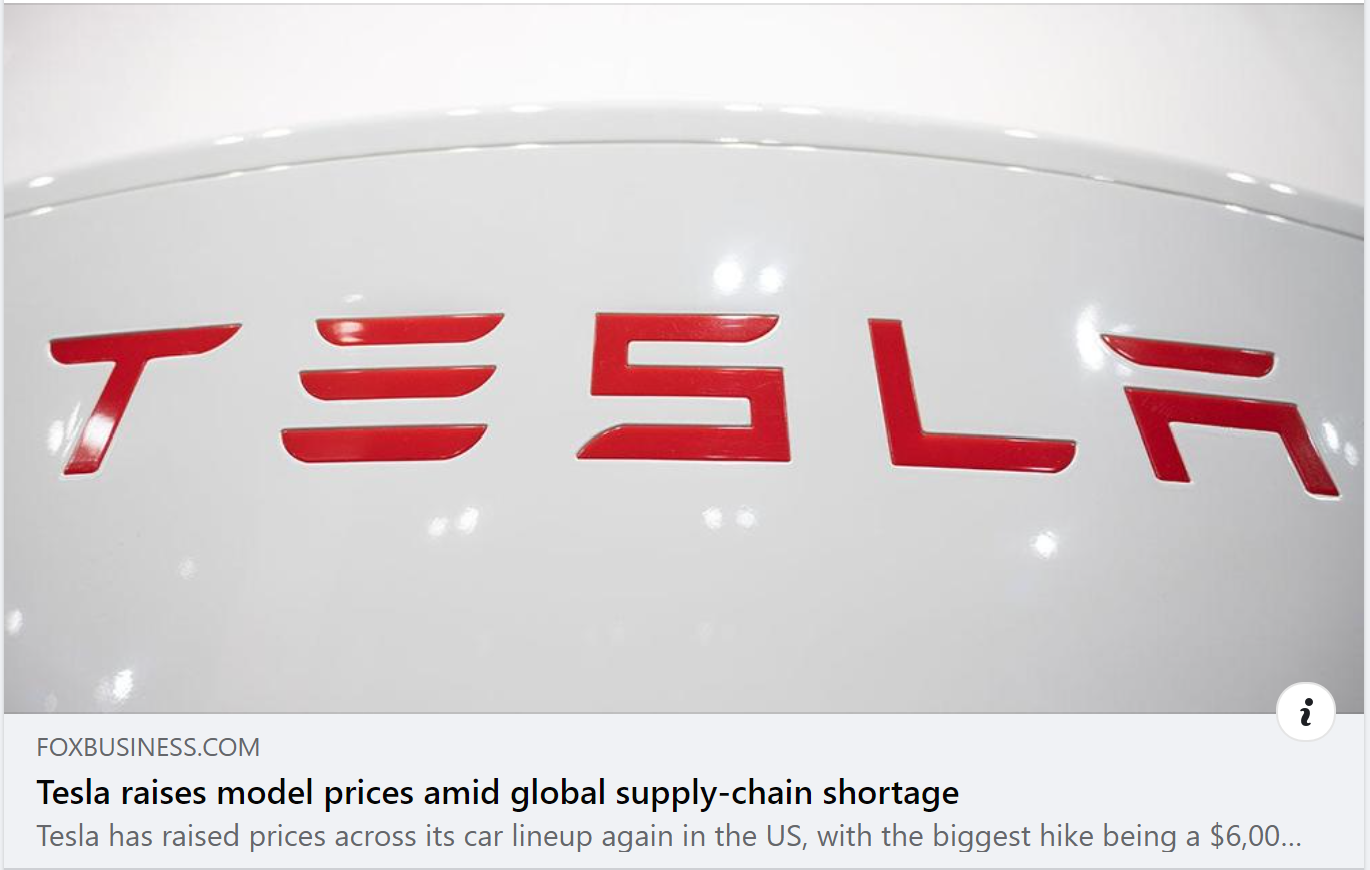 TESLA
FOXBUSINESS.COM
Tesla raises model prices amid global supply-chain shortage
Tesla has raised prices across its car lineup again in the US, with the biggest hike being a $6,00...